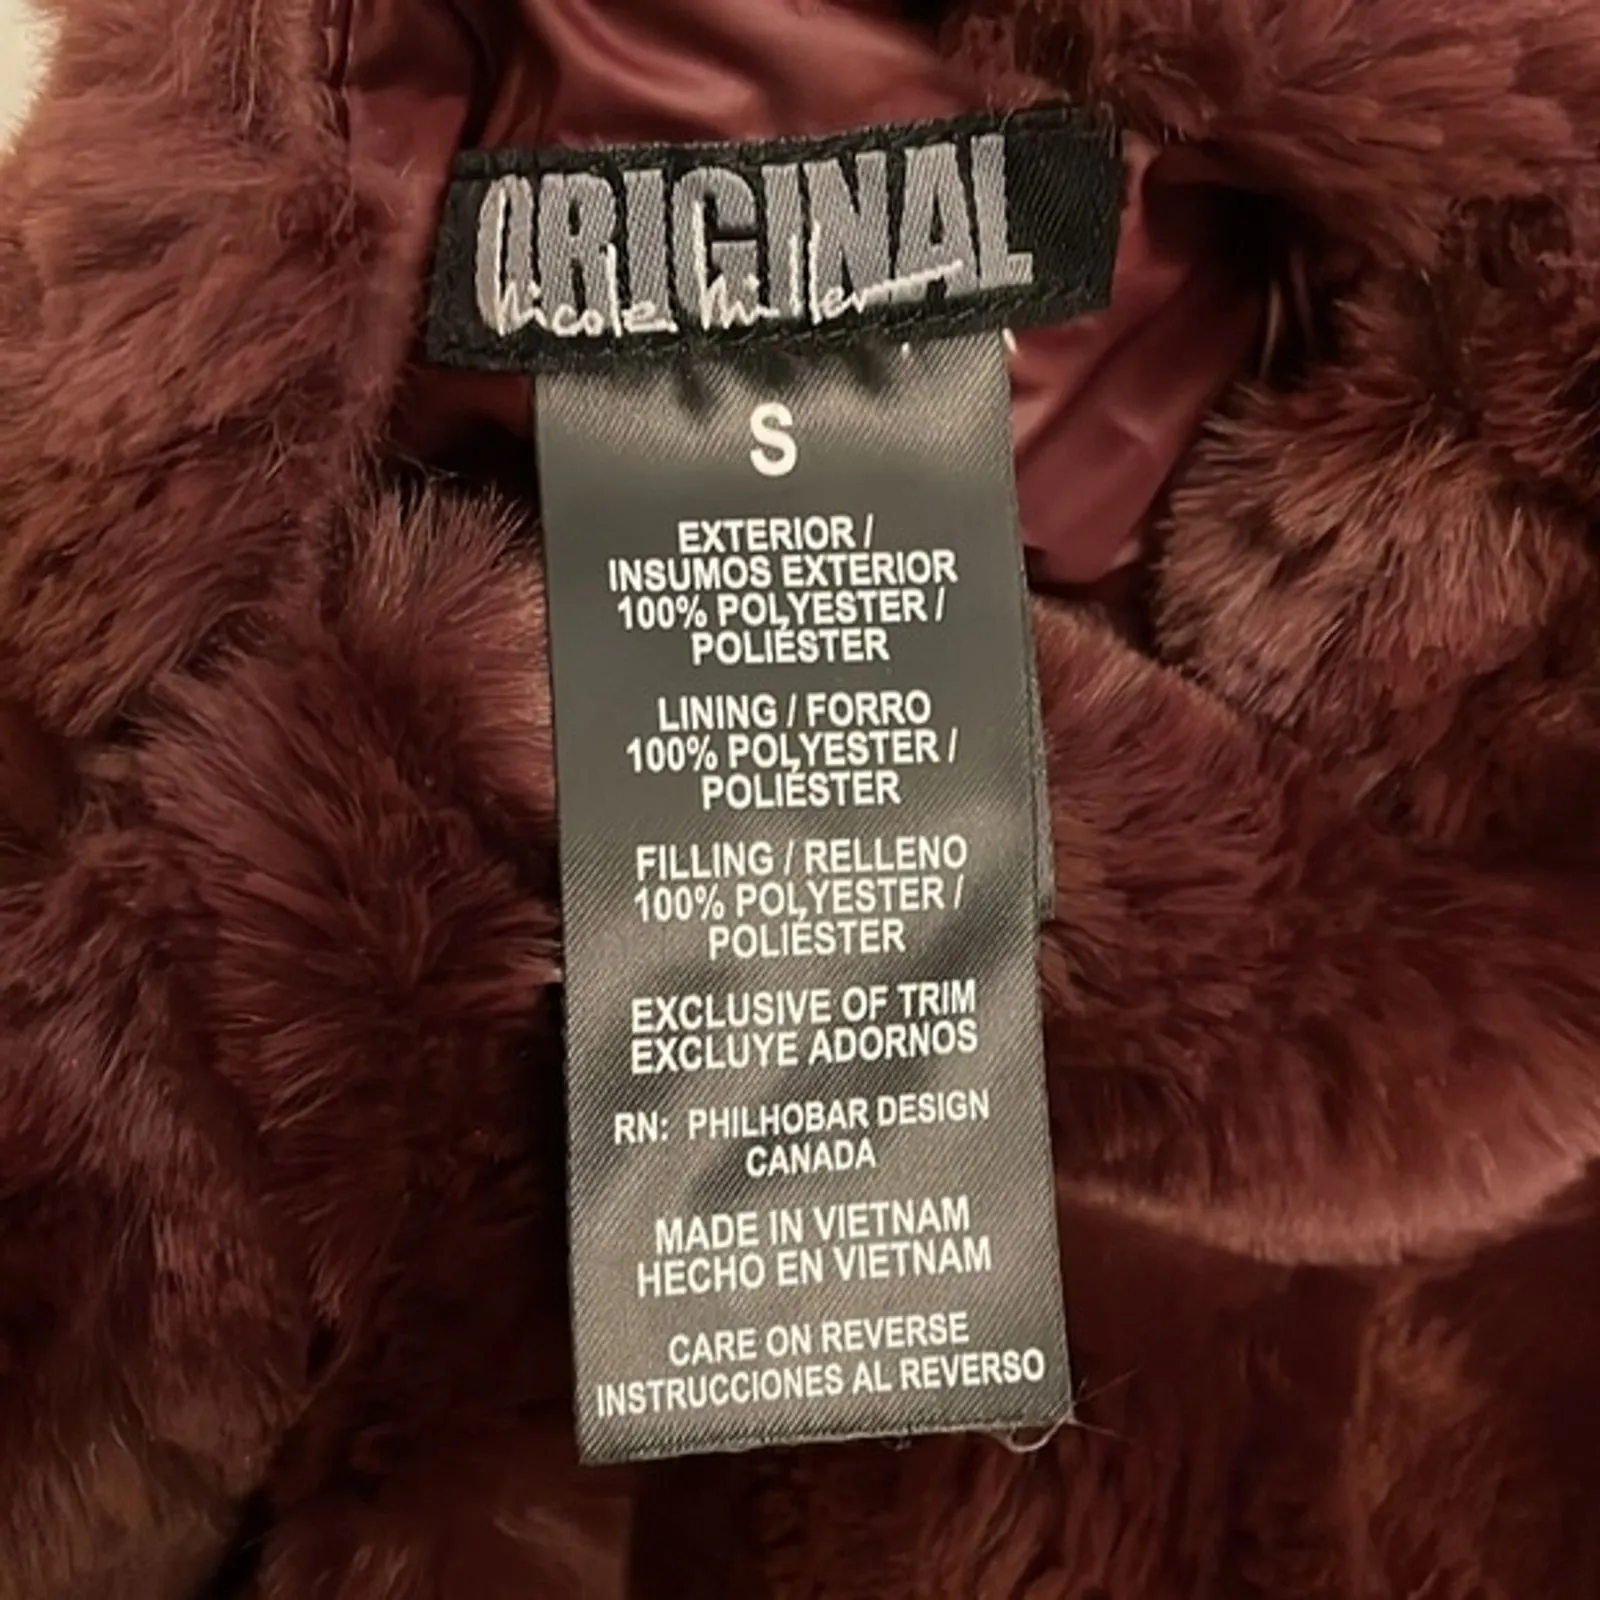 ORIGINAL
Nicole Miller
S
EXTERIOR /
INSUMOS EXTERIOR
100% POLYESTER /
POLIÉSTER
LINING / FORRO
100% POLYESTER /
POLIÉSTER
FILLING / RELLENO
100% POLYESTER /
POLIÉSTER
EXCLUSIVE OF TRIM
EXCLUYE ADORNOS
RN: PHILHOBAR DESIGN
CANADA
MADE IN VIETNAM
HECHO EN VIETNAM
CARE ON REVERSE
INSTRUCCIONES AL REVERSO